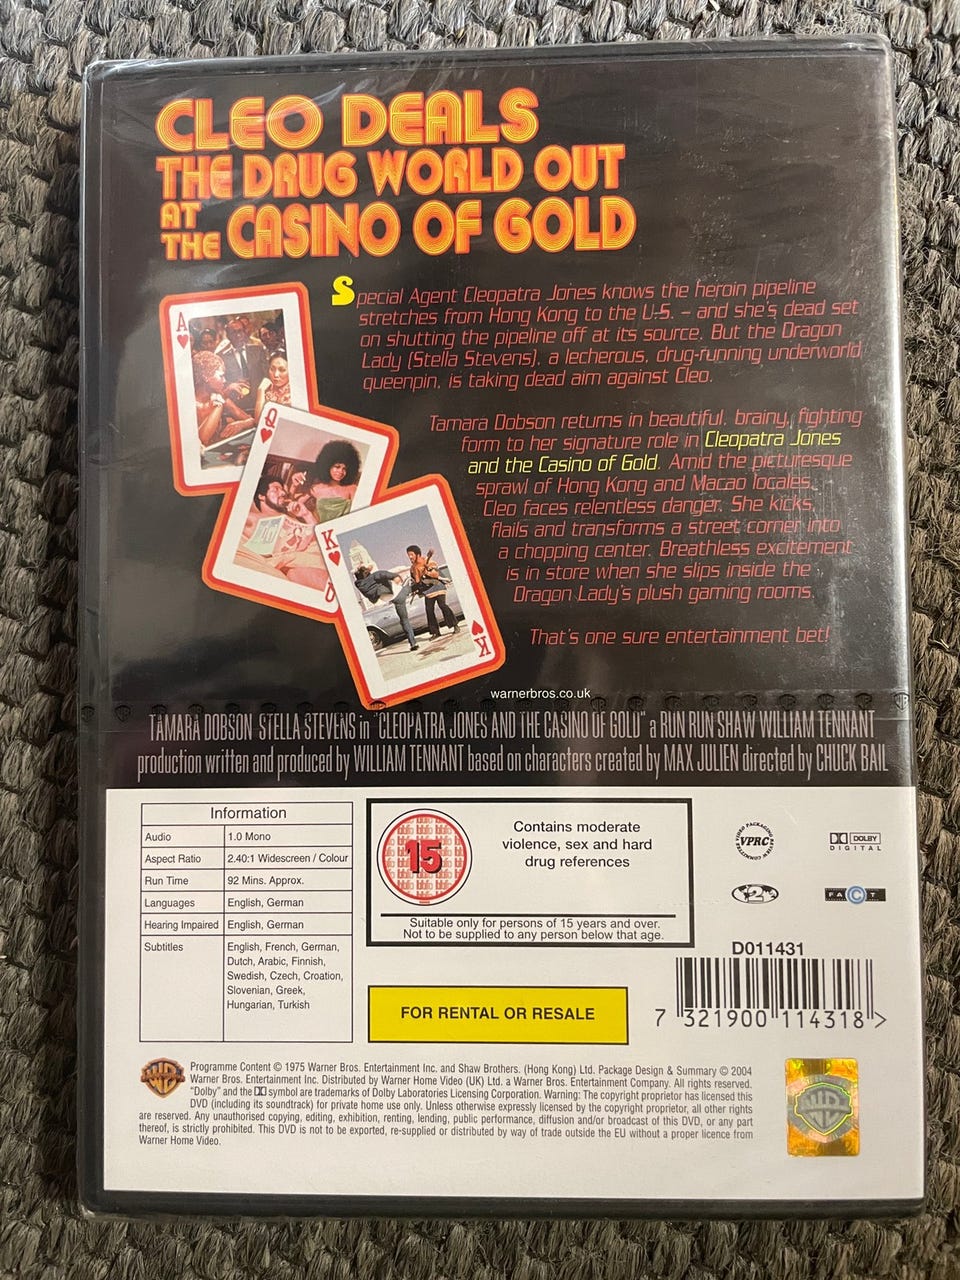 CLEO DEALS
THE DRUG WORLD OUT
AT THE CASINO OF GOLD
Special Agent Cleopatra Jones knows the heroin pipeline
stretches from Hong Kong to the U.S. – and she's dead set
on shutting the pipeline off at its source. But the Dragon
Lady (Stella Stevens), a lecherous, drug-running underworld
queenpin, is taking dead aim against Cleo.
A
Q
K
K
Tamara Dobson returns in beautiful, brainy, fighting
form to her signature role in Cleopatra Jones
and the Casino of Gold. Amid the picturesque
sprawl of Hong Kong and Macao locales,
Cleo faces relentless danger. She kicks,
flails and transforms a street corner into
a chopping center. Breathless excitement
is in store when she slips inside the
Dragon Lady's plush gaming rooms.
That's one sure entertainment bet!
warnerbros.co.uk
TAMARA DOBSON STELLA STEVENS in "CLEOPATRA JONES AND THE CASINO OF GOLD" a RUN RUN SHAW WILLIAM TENNANT
production written and produced by WILLIAM TENNANT based on characters created by MAX JULIEN directed by CHUCK BAIL
Information
Audio 1.0 Mono
Aspect Ratio 2.40:1 Widescreen / Colour
Run Time 92 Mins. Approx.
Languages English, German
Hearing Impaired English, German
Subtitles English, French, German,
Dutch, Arabic, Finnish,
Swedish, Czech, Croation,
Slovenian, Greek,
Hungarian, Turkish
15
Contains moderate
violence, sex and hard
drug references
Suitable only for persons of 15 years and over.
Not to be supplied to any person below that age.
FOR RENTAL OR RESALE
VIDEO PACKAGING REVIEW COMMITTEE
VPRC
DOLBY
DIGITAL
2
FACT
D011431
7 321900 114318 >
WB
Programme Content © 1975 Warner Bros. Entertainment Inc. and Shaw Brothers. (Hong Kong) Ltd. Package Design & Summary © 2004
Warner Bros. Entertainment Inc. Distributed by Warner Home Video (UK) Ltd. a Warner Bros. Entertainment Company. All rights reserved.
"Dolby" and the symbol are trademarks of Dolby Laboratories Licensing Corporation. Warning: The copyright proprietor has licensed this
DVD (including its soundtrack) for private home use only. Unless otherwise expressly licensed by the copyright proprietor, all other rights
are reserved. Any unauthorised copying, editing, exhibition, renting, lending, public performance, diffusion and/or broadcast of this DVD, or any part
thereof, is strictly prohibited. This DVD is not to be exported, re-supplied or distributed by way of trade outside the EU without a proper licence from
Warner Home Video.